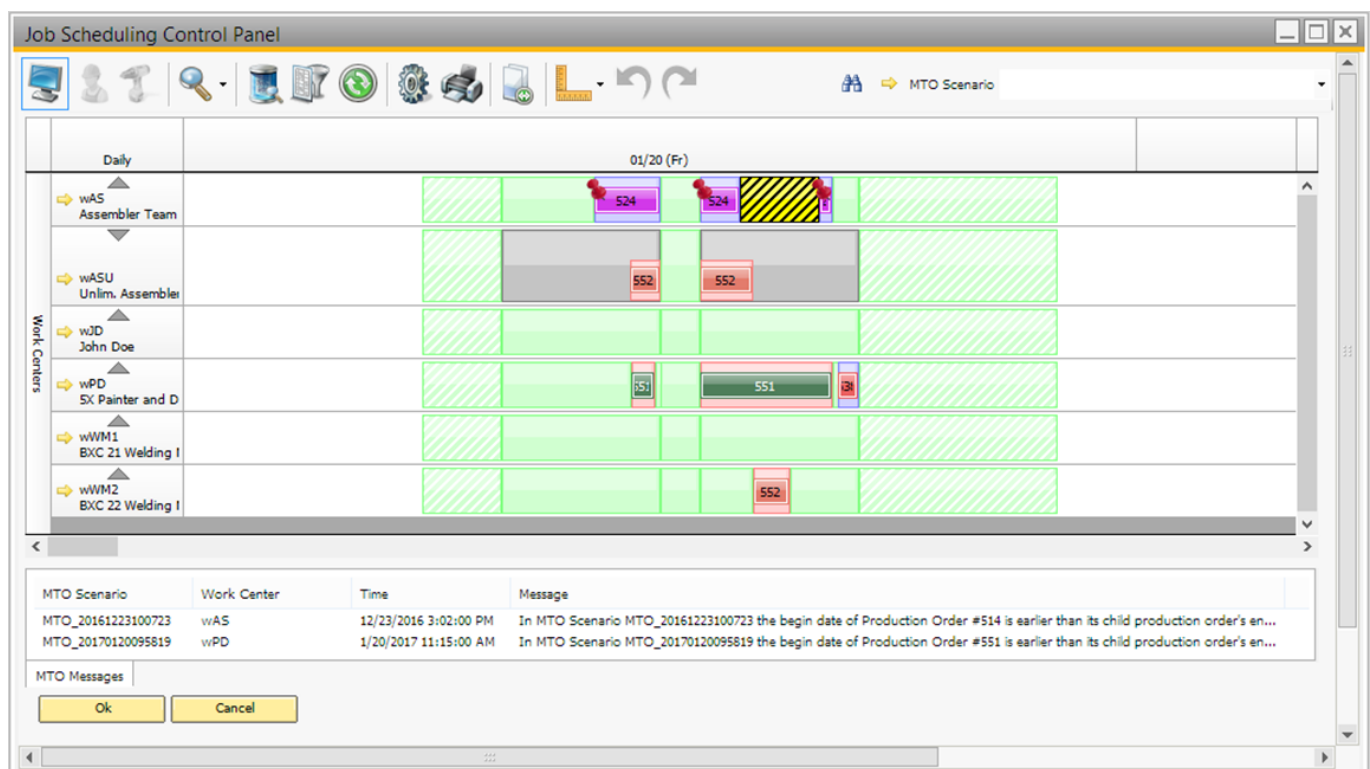 Job Scheduling Control Panel
MTO Scenario
Daily
01/20 (Fr)
Work Centers
wAS
Assembler Team
524
524
wASU
Unlim. Assembler
552
552
wJD
John Doe
wPD
5X Painter and D
551
551
wWM1
BXC 21 Welding
wWM2
BXC 22 Welding
552
MTO Scenario Work Center Time Message
MTO_20161223100723 wAS 12/23/2016 3:02:00 PM In MTO Scenario MTO_20161223100723 the begin date of Production Order #514 is earlier than its child production order's en...
MTO_20170120095819 wPD 1/20/2017 11:15:00 AM In MTO Scenario MTO_20170120095819 the begin date of Production Order #551 is earlier than its child production order's en...
MTO Messages
Ok Cancel